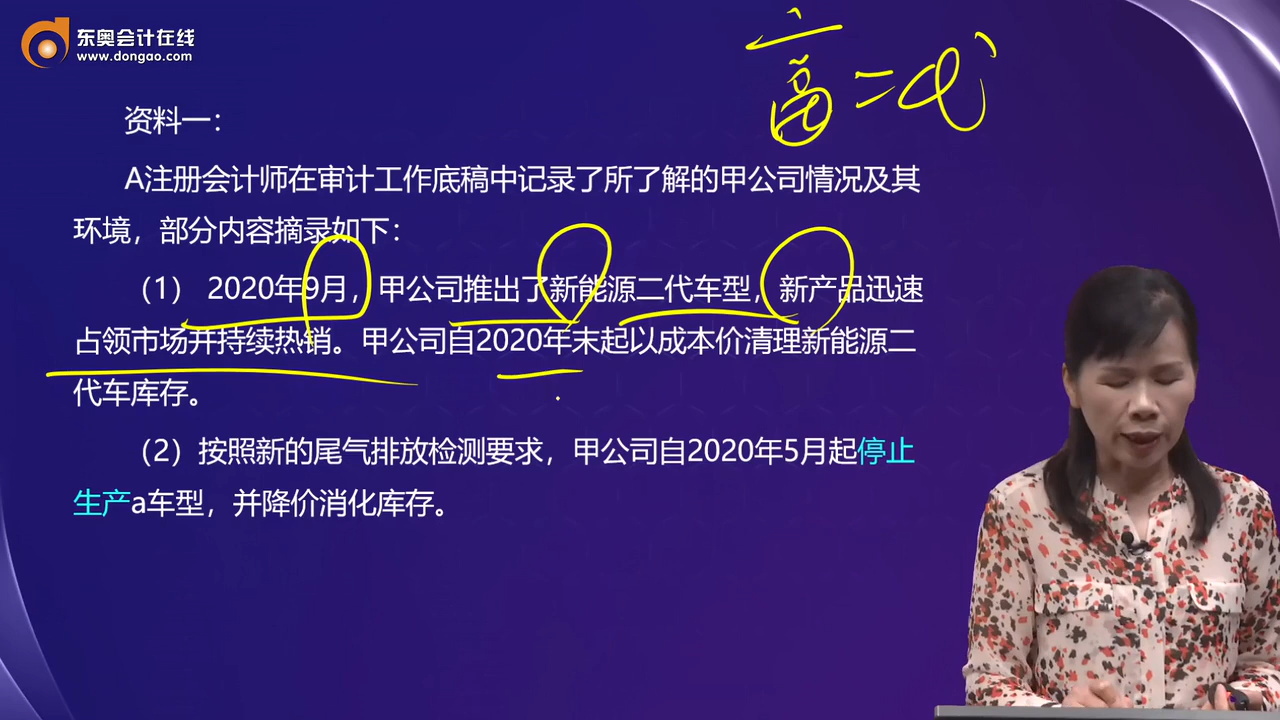 东奥会计在线
www.dongao.com
资料一：
A注册会计师在审计工作底稿中记录了所了解的甲公司情况及其
环境，部分内容摘录如下：
（1） 2020年9月，甲公司推出了新能源二代车型，新产品迅速
占领市场并持续热销。甲公司自2020年末起以成本价清理新能源二
代车库存。
（2）按照新的尾气排放检测要求，甲公司自2020年5月起停止
生产a车型，并降价消化库存。